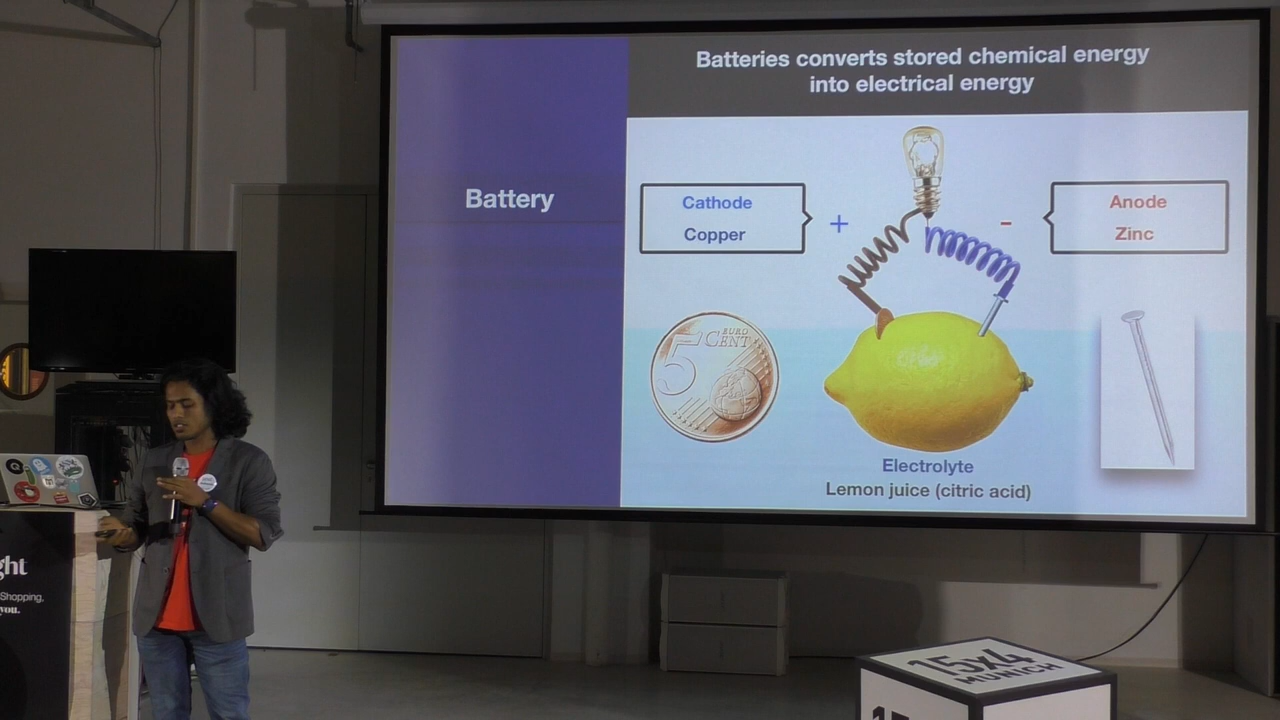 Batteries converts stored chemical energy
into electrical energy
Battery
Cathode
Copper
+
-
Anode
Zinc
5 EURO
CENT
Electrolyte
Lemon juice (citric acid)
ght
Shopping,
you.
15x4
MUNICH
15